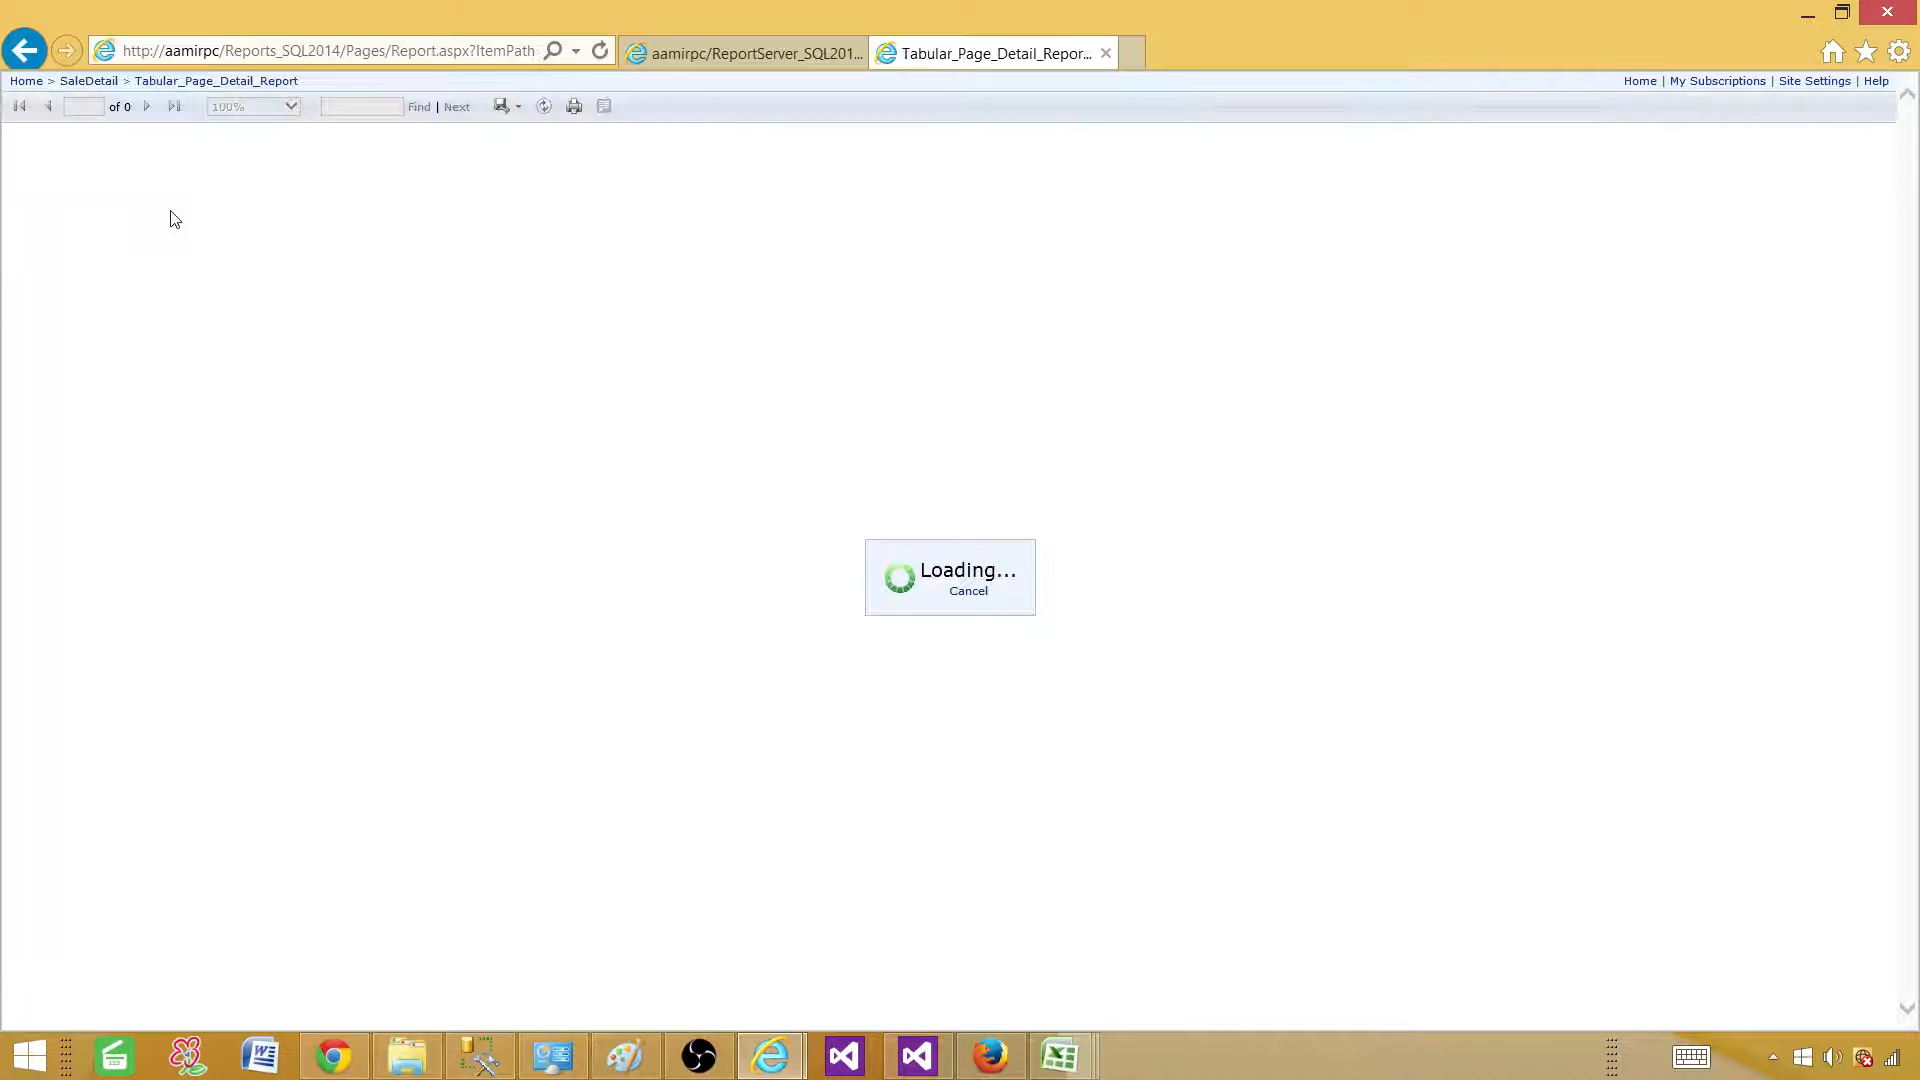 http://aamirpc/Reports_SQL2014/Pages/Report.aspx?ItemPath
aamirpc/ReportServer_SQL201...
Tabular_Page_Detail_Repor...
Home > SaleDetail > Tabular_Page_Detail_Report
Home | My Subscriptions | Site Settings | Help
of 0
100%
Find | Next
Loading...
Cancel